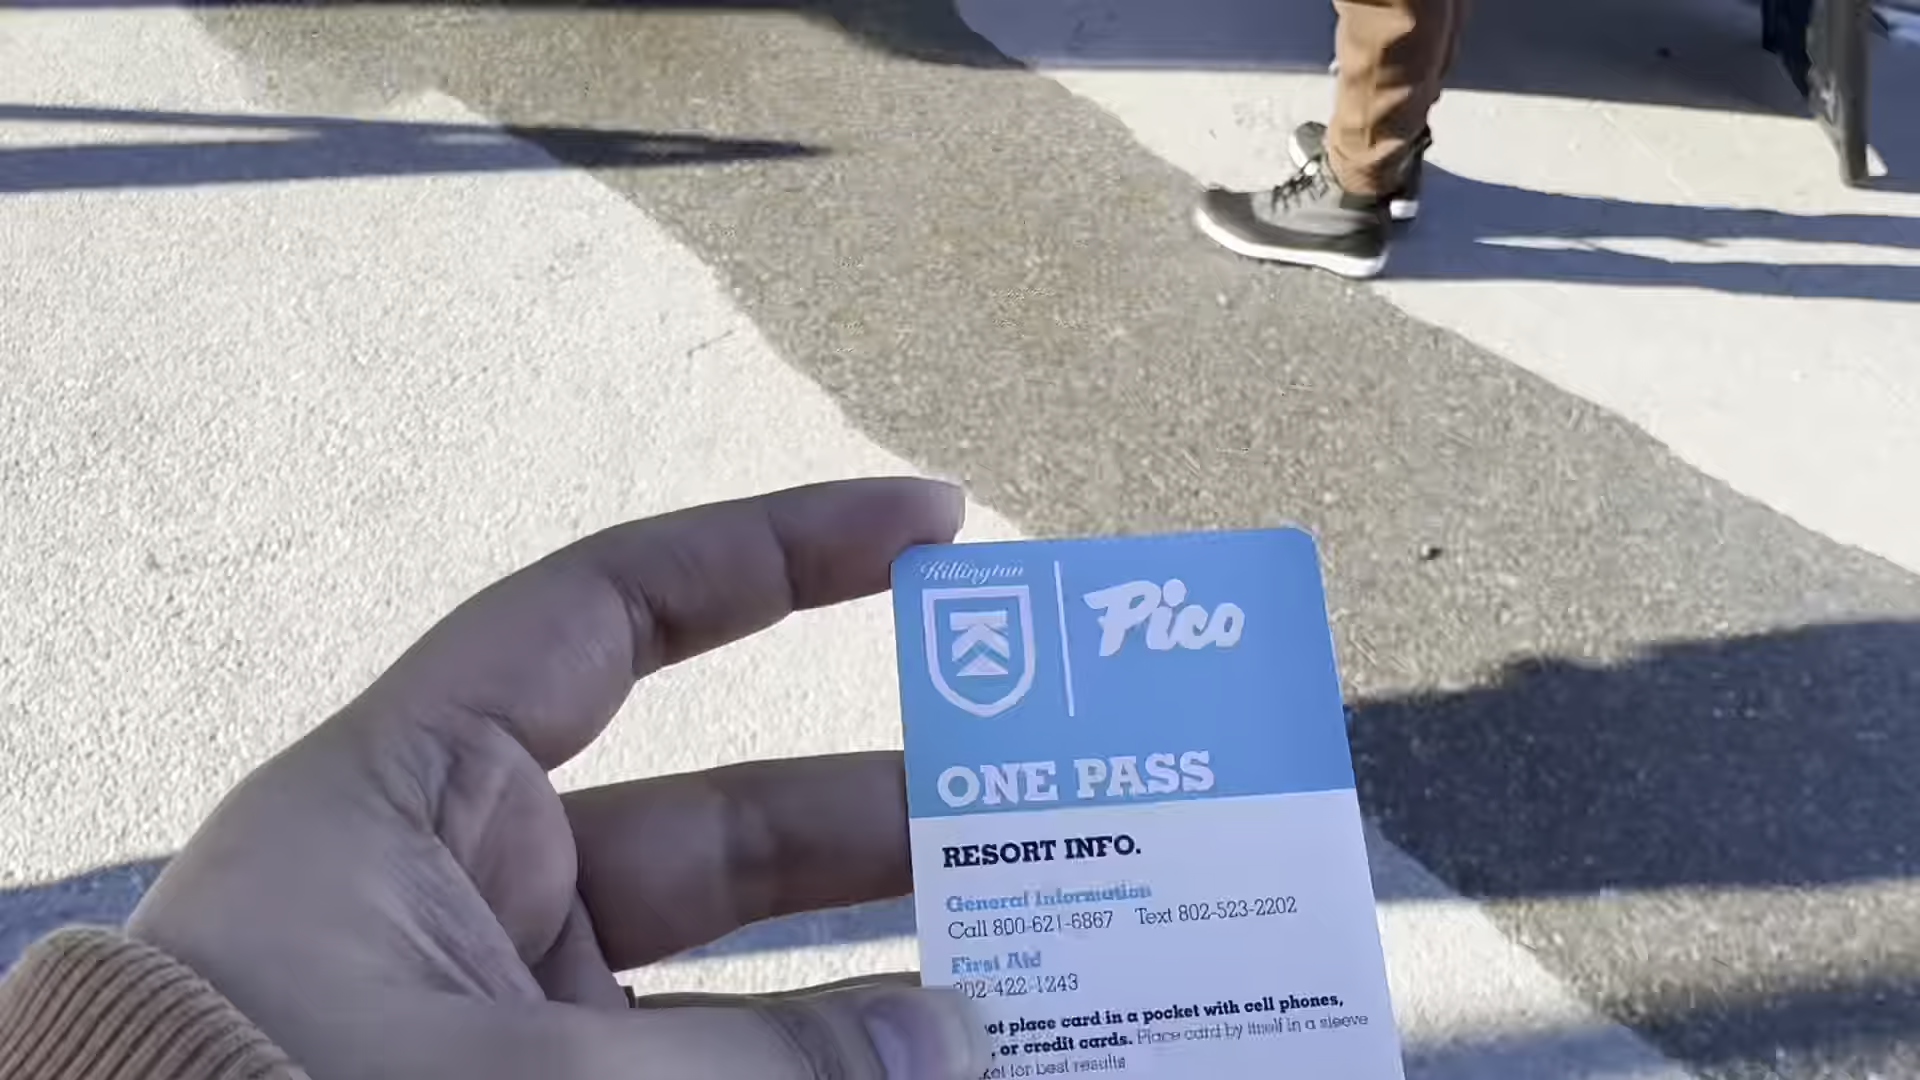 Killington
K
Pico
ONE PASS
RESORT INFO.
General Information
Call 800-621-6867 Text 802-523-2202
First Aid
802-422-1243
not place card in a pocket with cell phones,
, or credit cards. Place card by itself in a sleeve
for best results